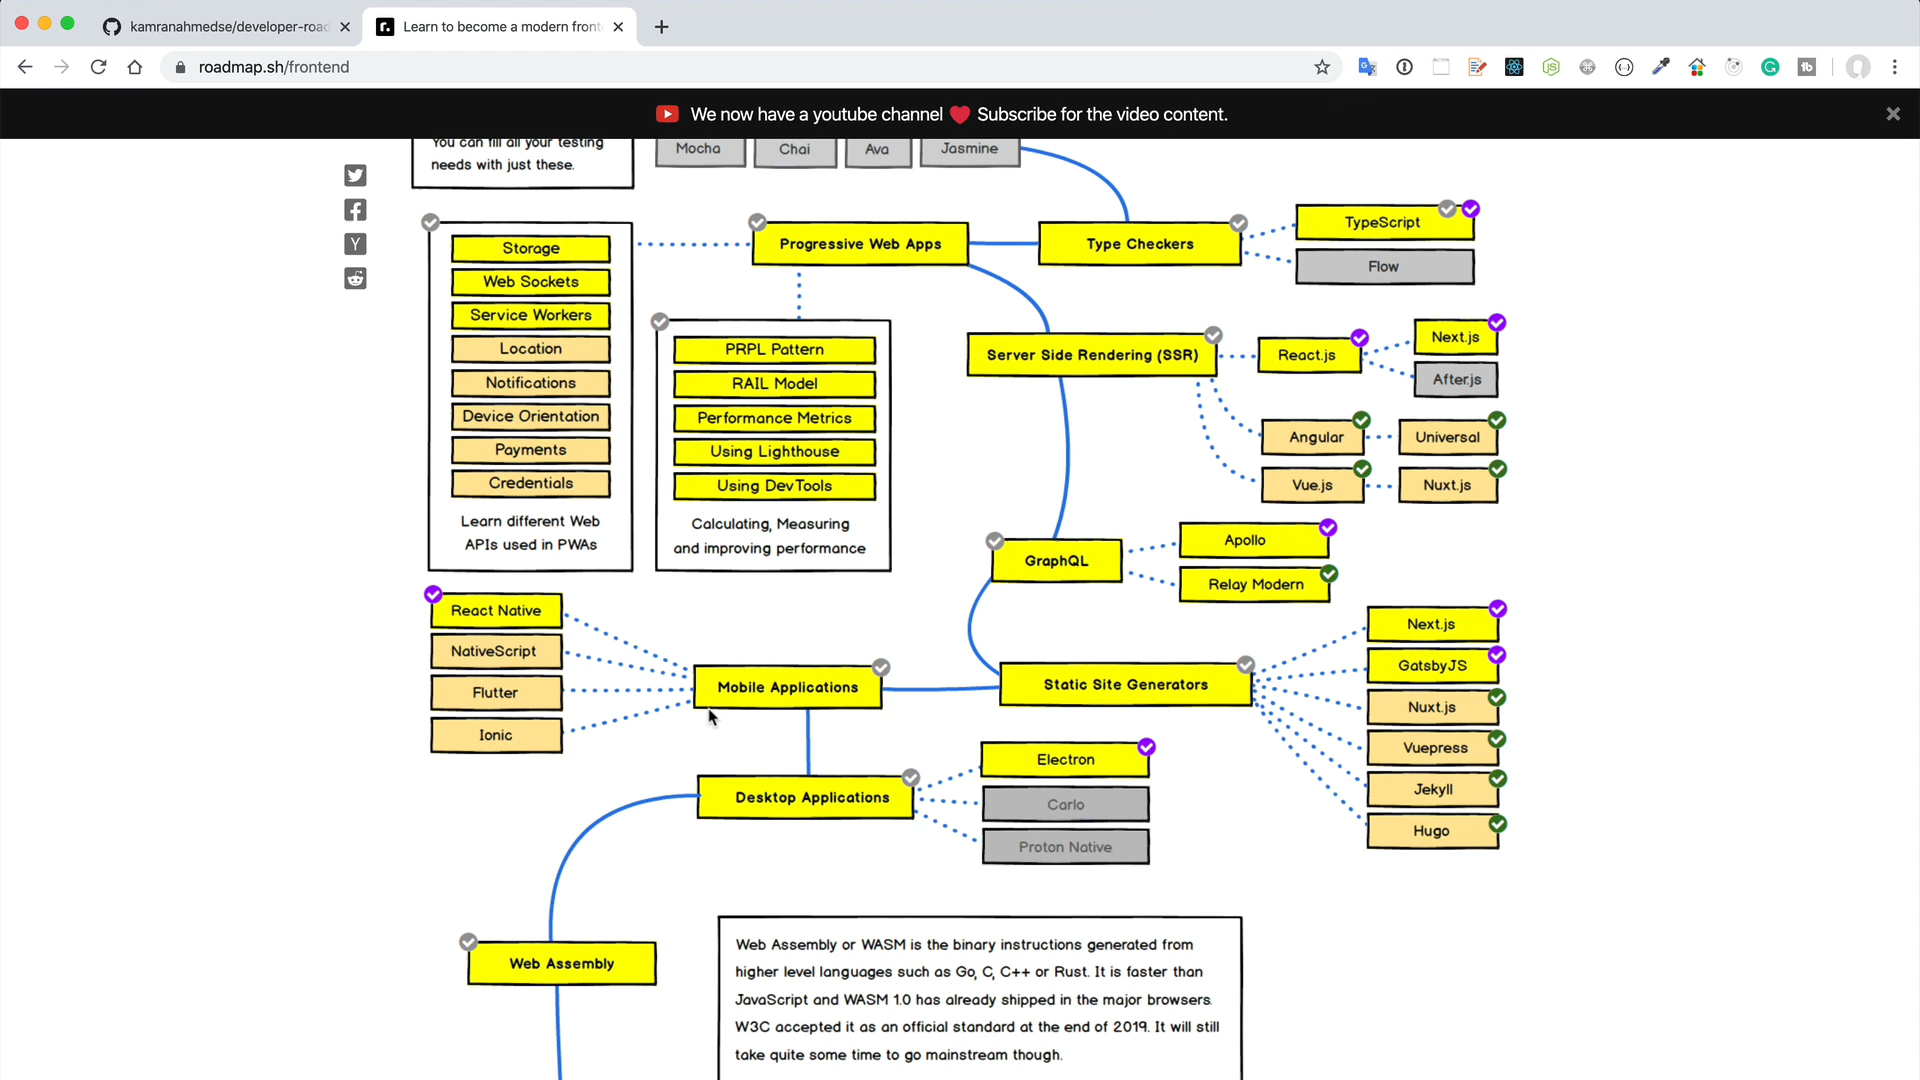 kamranahmedse/developer-road
Learn to become a modern front
roadmap.sh/frontend
We now have a youtube channel ❤ Subscribe for the video content.
You can fill all your testing
needs with just these.
Mocha
Chai
Ava
Jasmine
Storage
Web Sockets
Service Workers
Location
Notifications
Device Orientation
Payments
Credentials
Learn different Web
APIs used in PWAs
Progressive Web Apps
Type Checkers
TypeScript
Flow
PRPL Pattern
RAIL Model
Performance Metrics
Using Lighthouse
Using DevTools
Calculating, Measuring
and improving performance
Server Side Rendering (SSR)
React.js
Next.js
After.js
Angular
Universal
Vue.js
Nuxt.js
GraphQL
Apollo
Relay Modern
React Native
NativeScript
Flutter
Ionic
Mobile Applications
Static Site Generators
Next.js
GatsbyJS
Nuxt.js
Vuepress
Jekyll
Hugo
Desktop Applications
Electron
Carlo
Proton Native
Web Assembly
Web Assembly or WASM is the binary instructions generated from
higher level languages such as Go, C, C++ or Rust. It is faster than
JavaScript and WASM 1.0 has already shipped in the major browsers.
W3C accepted it as an official standard at the end of 2019. It will still
take quite some time to go mainstream though.